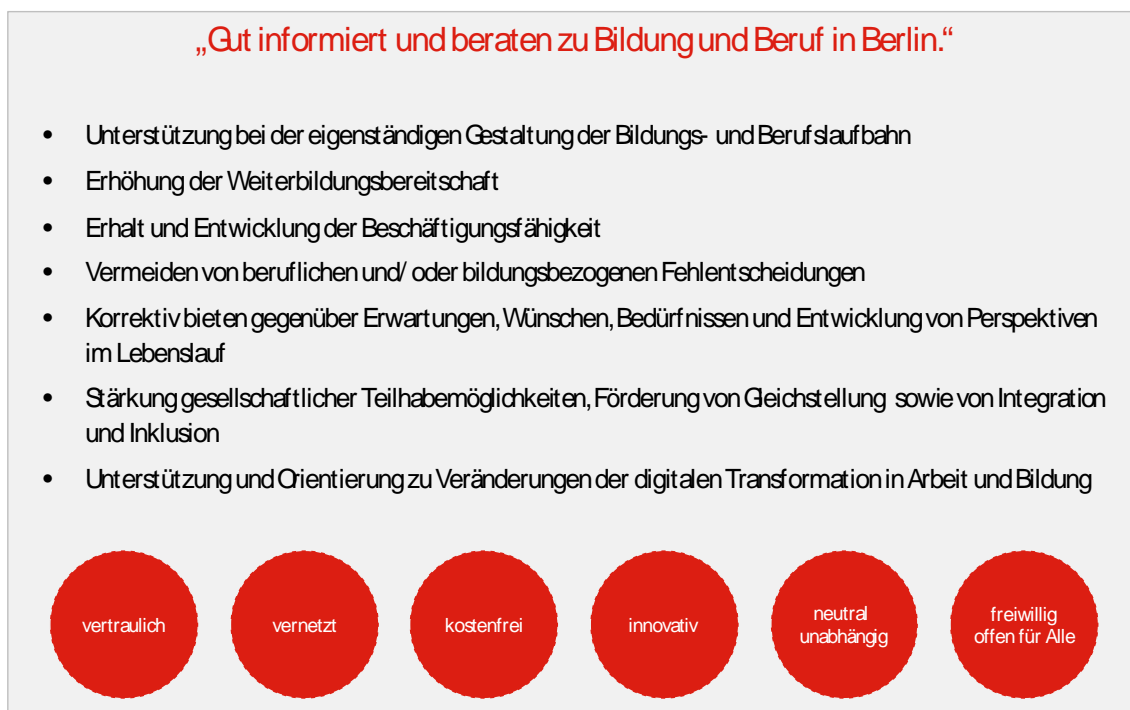 „Gut informiert und beraten zu Bildung und Beruf in Berlin.“
• Unterstützung bei der eigenständigen Gestaltung der Bildungs- und Berufslaufbahn
• Erhöhung der Weiterbildungsbereitschaft
• Erhalt und Entwicklung der Beschäftigungsfähigkeit
• Vermeiden von beruflichen und/ oder bildungsbezogenen Fehlentscheidungen
• Korrektiv bieten gegenüber Erwartungen, Wünschen, Bedürfnissen und Entwicklung von Perspektiven
im Lebenslauf
• Stärkung gesellschaftlicher Teilhabemöglichkeiten, Förderung von Gleichstellung sowie von Integration
und Inklusion
• Unterstützung und Orientierung zu Veränderungen der digitalen Transformation in Arbeit und Bildung
vertraulich
vernetzt
kostenfrei
innovativ
neutral
unabhängig
freiwillig
offen für Alle